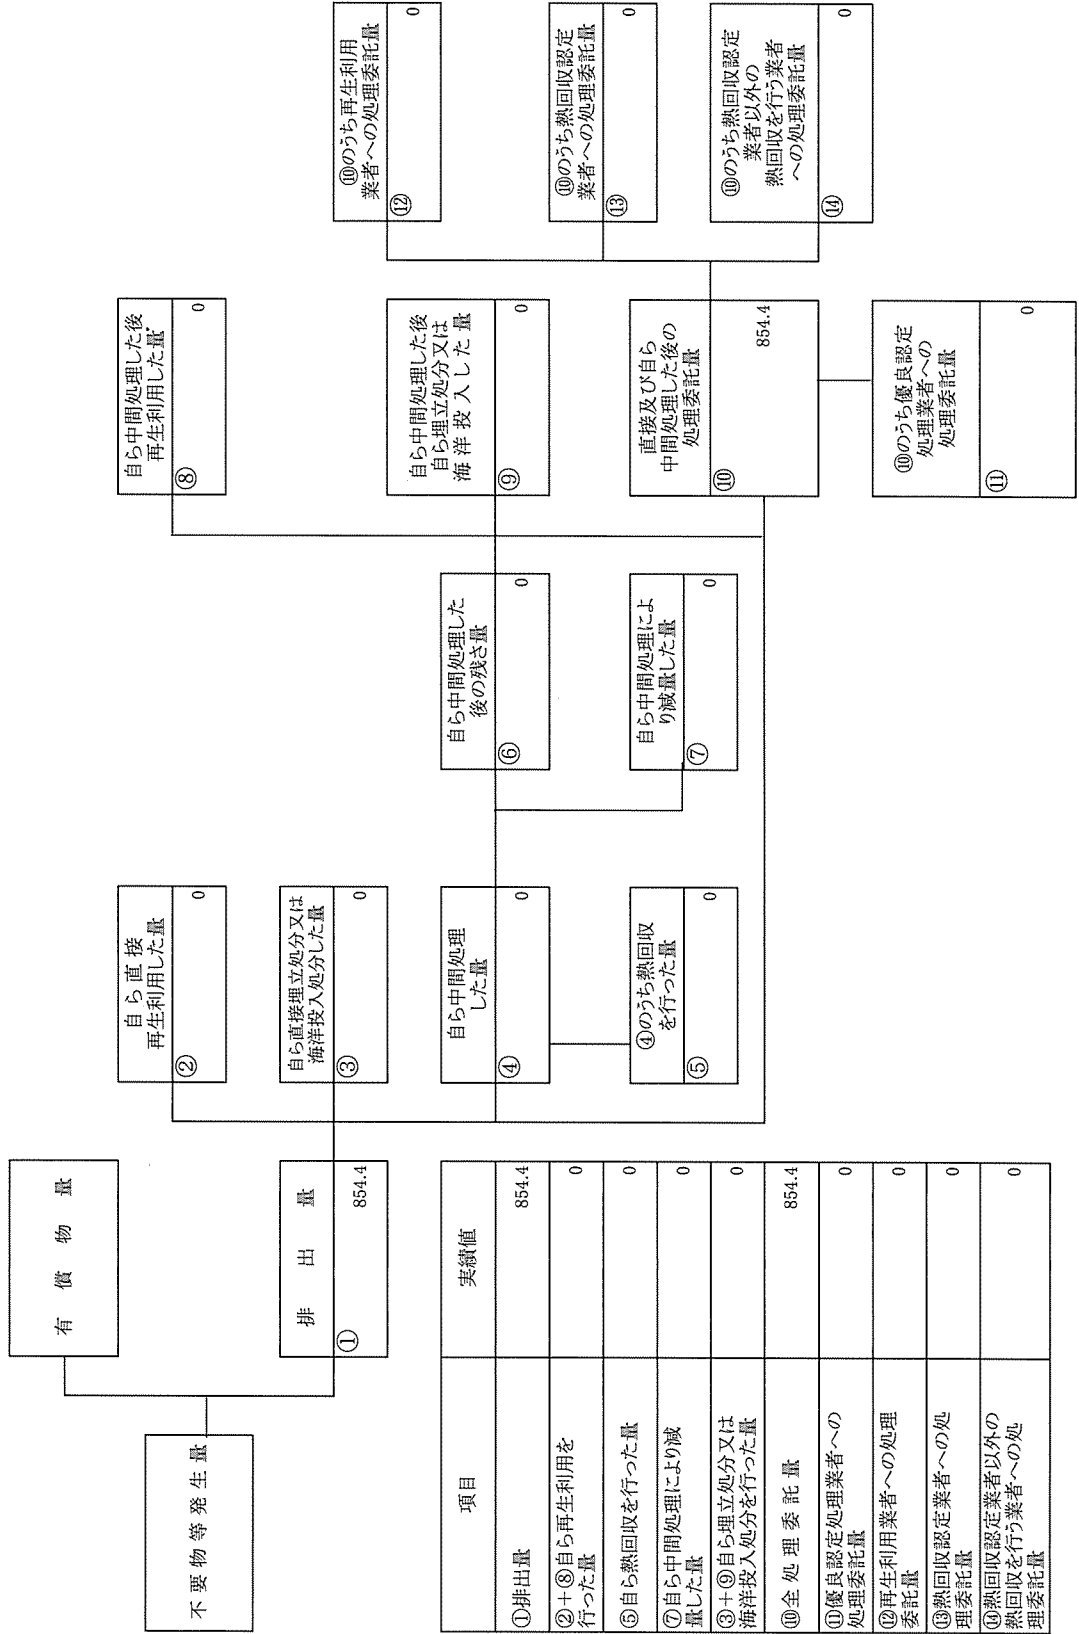 不要物等発生量
有償物量
排出量
①
854.4
自ら直接
再生利用した量
②
0
自ら直接埋立処分又は
海洋投入処分した量
③
0
自ら中間処理
した量
④
0
④のうち熱回収
を行った量
⑤
0
自ら中間処理した
後の残さ量
⑥
0
自ら中間処理によ
り減量した量
⑦
0
自ら中間処理した後
再生利用した量
⑧
0
自ら中間処理した後
自ら埋立処分又は
海洋投入した量
⑨
0
直接及び自ら
中間処理した後の
処理委託量
⑩
854.4
⑩のうち優良認定
処理業者への
処理委託量
⑪
0
⑩のうち再生利用
業者への処理委託量
⑫
0
⑩のうち熱回収認定
業者への処理委託量
⑬
0
⑩のうち熱回収認定
業者以外の
熱回収を行う業者
への処理委託量
⑭
0
項目
実績値
①排出量
854.4
②+⑧自ら再生利用を
行った量
0
⑤自ら熱回収を行った量
0
⑦自ら中間処理により減
量した量
0
③+⑨自ら埋立処分又は
海洋投入処分を行った量
0
⑩全処理委託量
854.4
⑪優良認定処理業者への
処理委託量
0
⑫再生利用業者への処理
委託量
0
⑬熱回収認定業者への処
理委託量
0
⑭熱回収認定業者以外の
熱回収を行う業者への処
理委託量
0